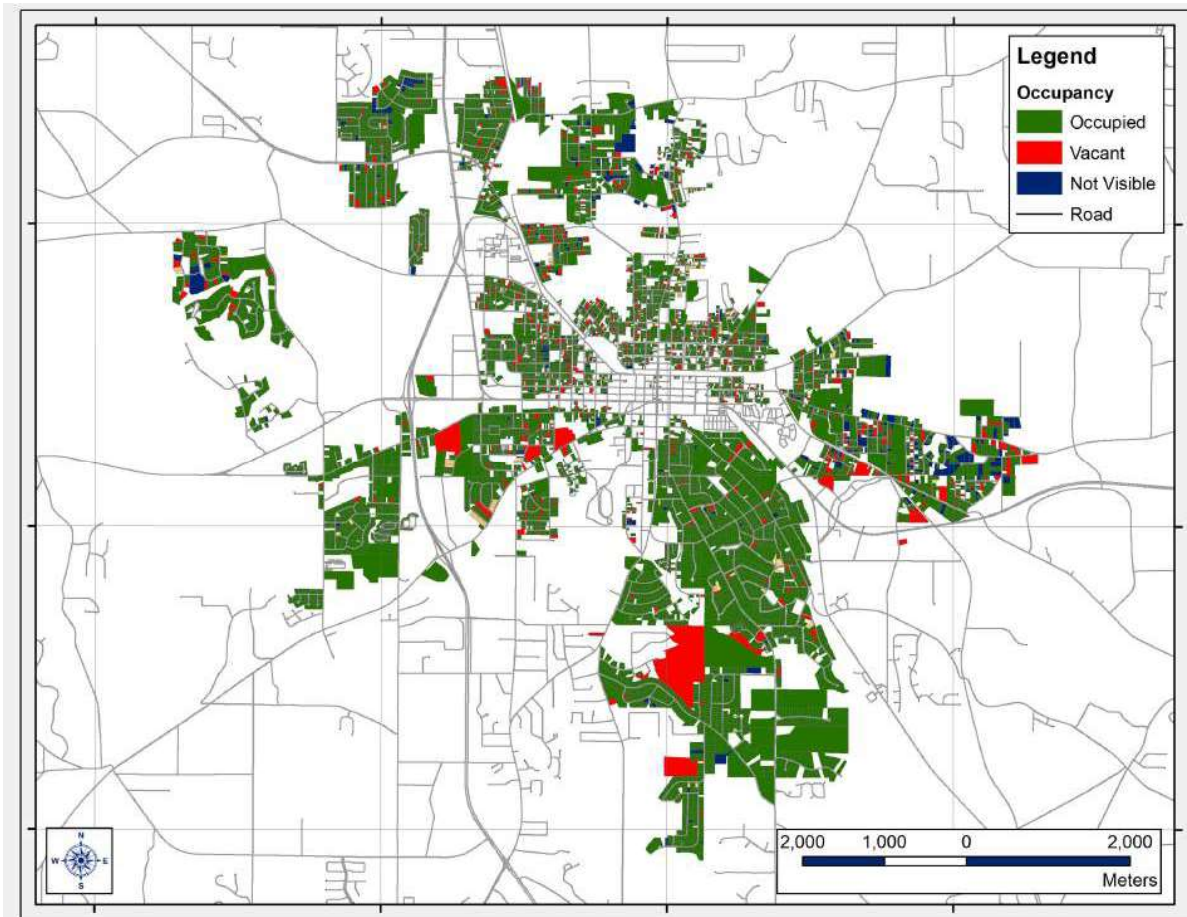 Legend
Occupancy
Occupied
Vacant
Not Visible
Road
N
W E
S
2,000 1,000 0 2,000
Meters